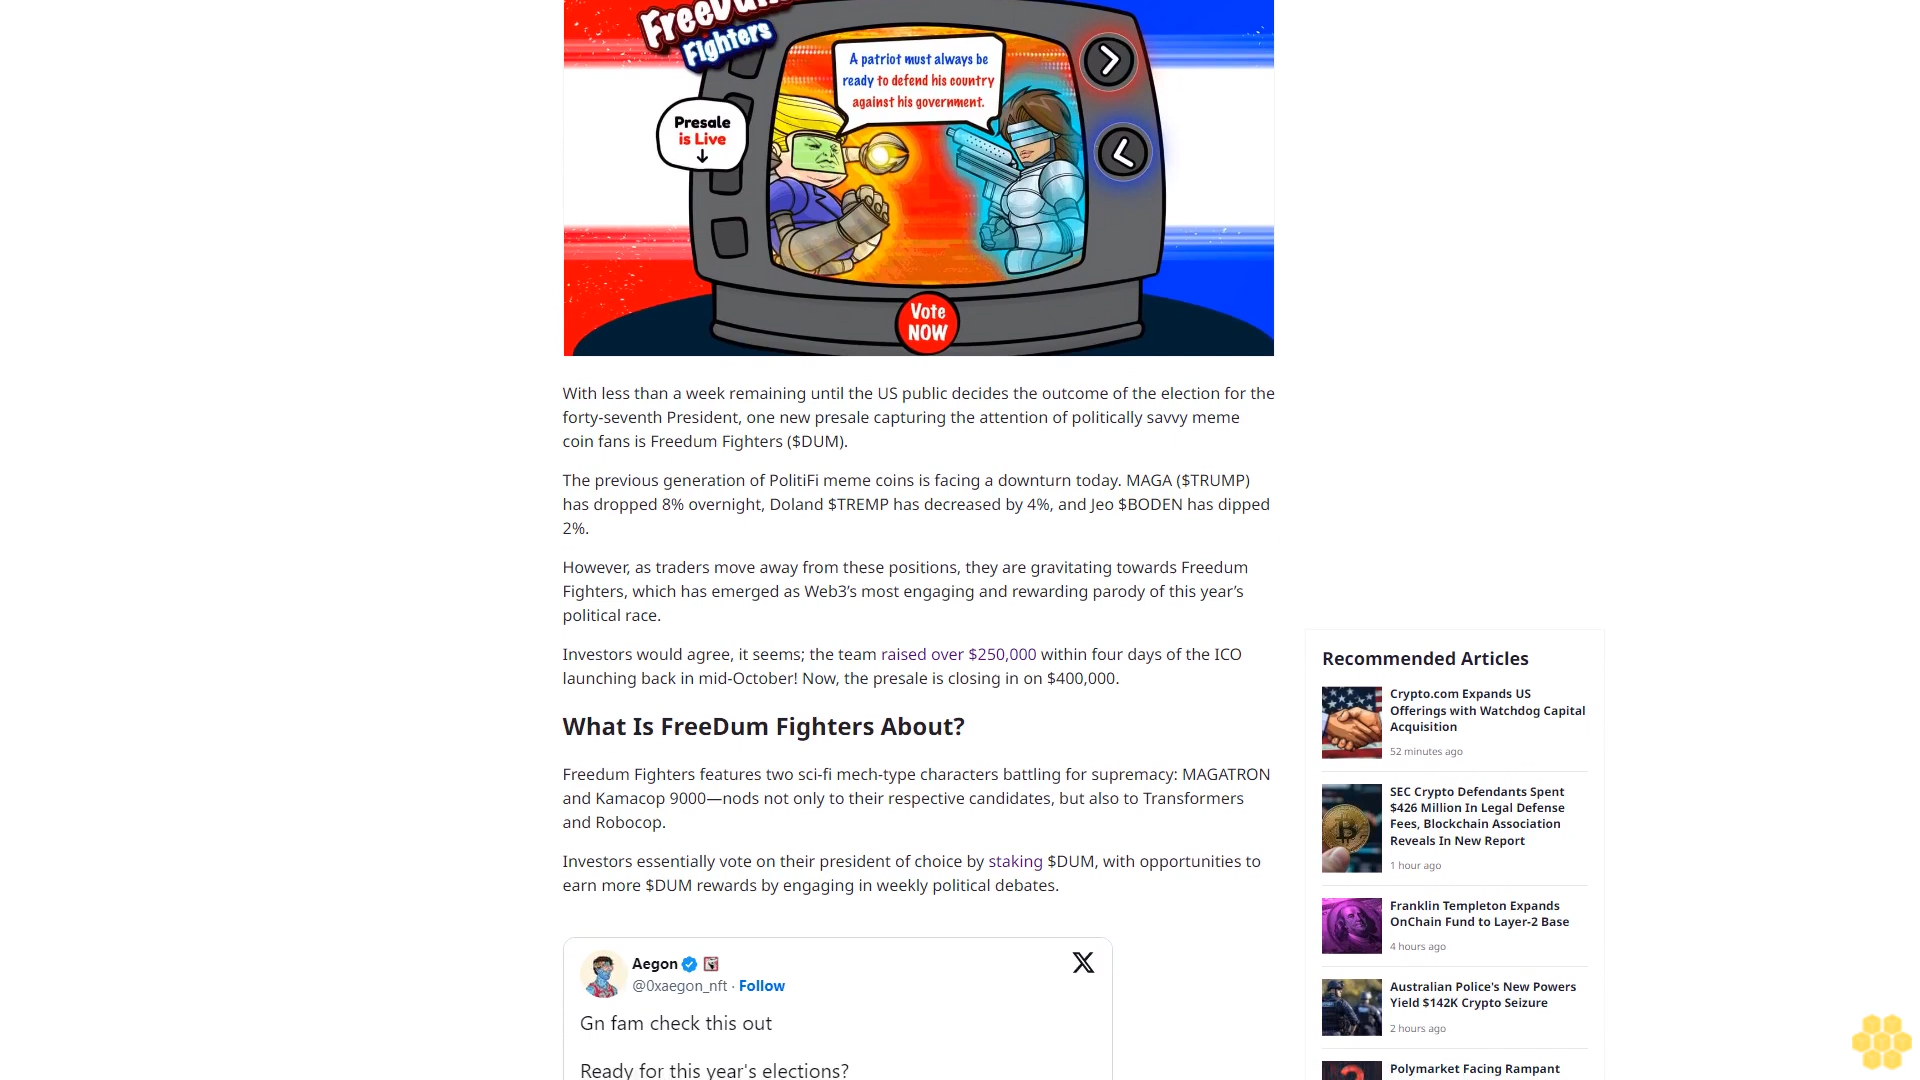 FreeDum
Fighters
A patriot must always be
ready to defend his country
against his government.
Presale
is Live
Vote
NOW
With less than a week remaining until the US public decides the outcome of the election for the
forty-seventh President, one new presale capturing the attention of politically savvy meme
coin fans is Freedum Fighters ($DUM).
The previous generation of PolitiFi meme coins is facing a downturn today. MAGA ($TRUMP)
has dropped 8% overnight, Doland $TREMP has decreased by 4%, and Jeo $BODEN has dipped
2%.
However, as traders move away from these positions, they are gravitating towards Freedum
Fighters, which has emerged as Web3’s most engaging and rewarding parody of this year’s
political race.
Investors would agree, it seems; the team raised over $250,000 within four days of the ICO
launching back in mid-October! Now, the presale is closing in on $400,000.
What Is FreeDum Fighters About?
Freedum Fighters features two sci-fi mech-type characters battling for supremacy: MAGATRON
and Kamacop 9000—nods not only to their respective candidates, but also to Transformers
and Robocop.
Investors essentially vote on their president of choice by staking $DUM, with opportunities to
earn more $DUM rewards by engaging in weekly political debates.
Aegon
@0xaegon_nft · Follow
Gn fam check this out
Ready for this year's elections?
Recommended Articles
Crypto.com Expands US
Offerings with Watchdog Capital
Acquisition
52 minutes ago
SEC Crypto Defendants Spent
$426 Million In Legal Defense
Fees, Blockchain Association
Reveals In New Report
1 hour ago
Franklin Templeton Expands
OnChain Fund to Layer-2 Base
4 hours ago
Australian Police's New Powers
Yield $142K Crypto Seizure
2 hours ago
Polymarket Facing Rampant